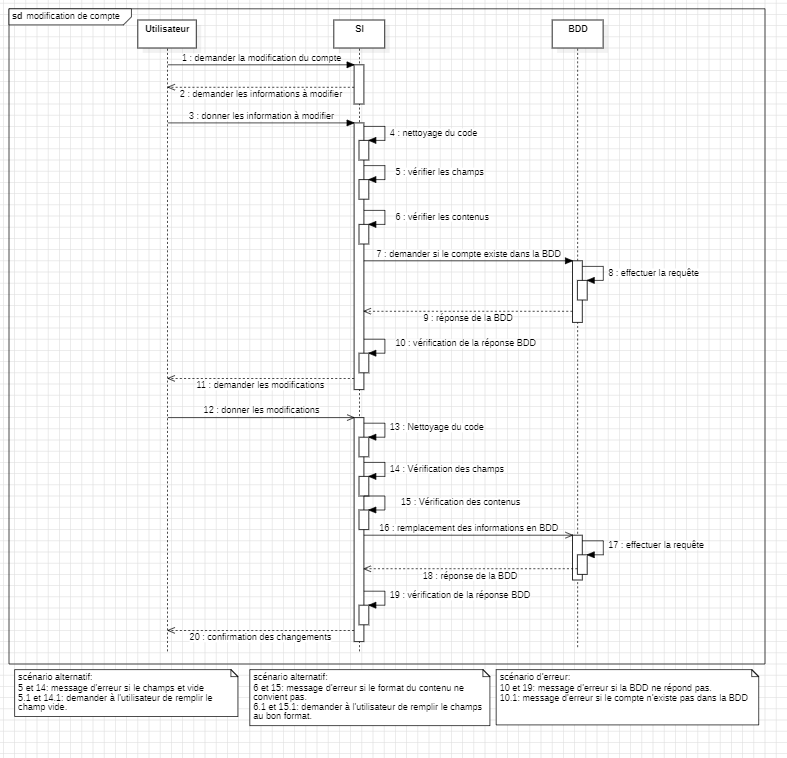 sd modification de compte
Utilisateur
SI
BDD
1 : demander la modification du compte
2 : demander les informations à modifier
3 : donner les information à modifier
4 : nettoyage du code
5 : vérifier les champs
6 : vérifier les contenus
7 : demander si le compte existe dans la BDD
8 : effectuer la requête
9 : réponse de la BDD
10 : vérification de la réponse BDD
11 : demander les modifications
12 : donner les modifications
13 : Nettoyage du code
14 : Vérification des champs
15 : Vérification des contenus
16 : remplacement des informations en BDD
17 : effectuer la requête
18 : réponse de la BDD
19 : vérification de la réponse BDD
20 : confirmation des changements
scénario alternatif:
5 et 14: message d'erreur si le champs et vide
5.1 et 14.1: demander à l'utilisateur de remplir le
champ vide.
scénario alternatif:
6 et 15: message d'erreur si le format du contenu ne
convient pas.
6.1 et 15.1: demander à l'utilisateur de remplir le champs
au bon format.
scénario d'erreur:
10 et 19: message d'erreur si la BDD ne répond pas.
10.1: message d'erreur si le compte n'existe pas dans la BDD